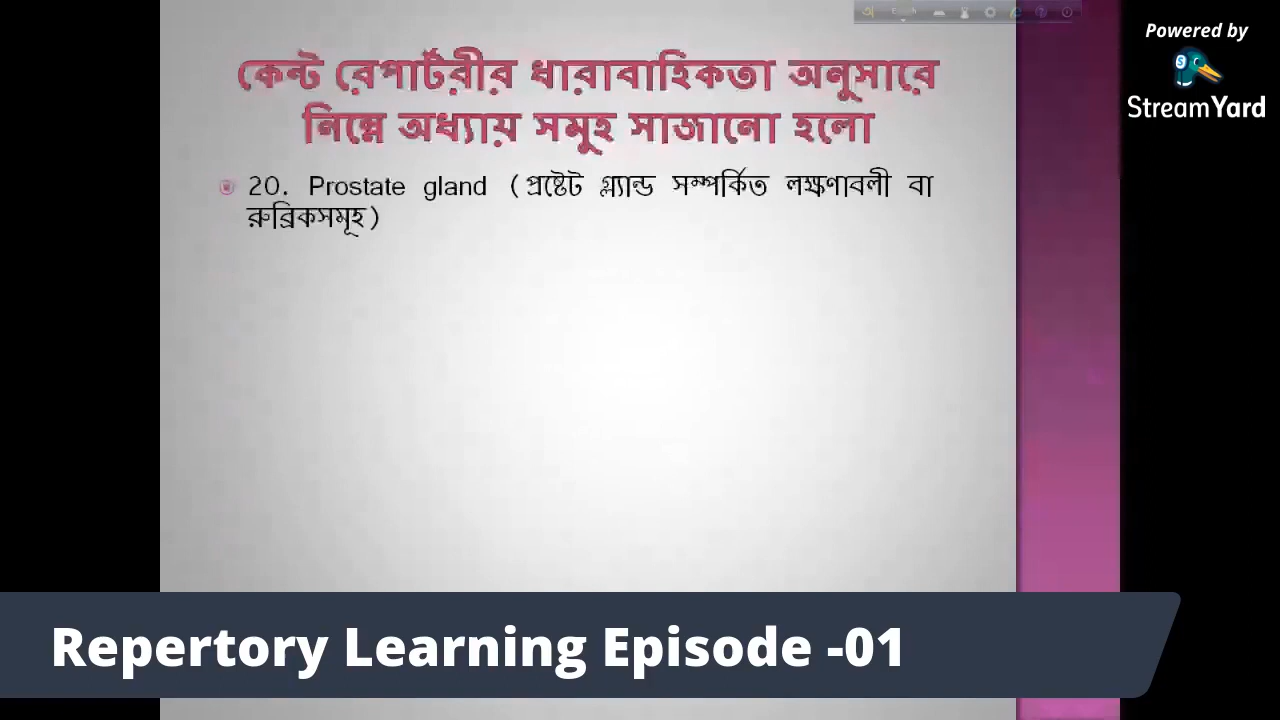 Powered by
StreamYard
কেন্ট রেপার্টরীর ধারাবাহিকতা অনুসারে
নিম্নে অধ্যায় সমুহ সাজানো হলো
20. Prostate gland (প্রষ্টেট গ্ল্যান্ড সম্পর্কিত লক্ষণাবলী বা
রুব্রিকসমূহ)
Repertory Learning Episode -01